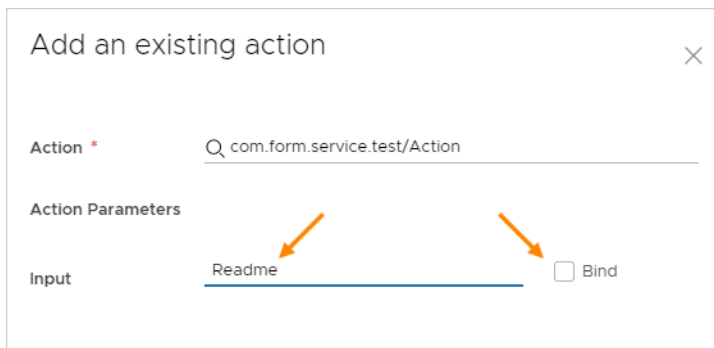 Add an existing action
Action * com.form.service.test/Action
Action Parameters
Input Readme Bind